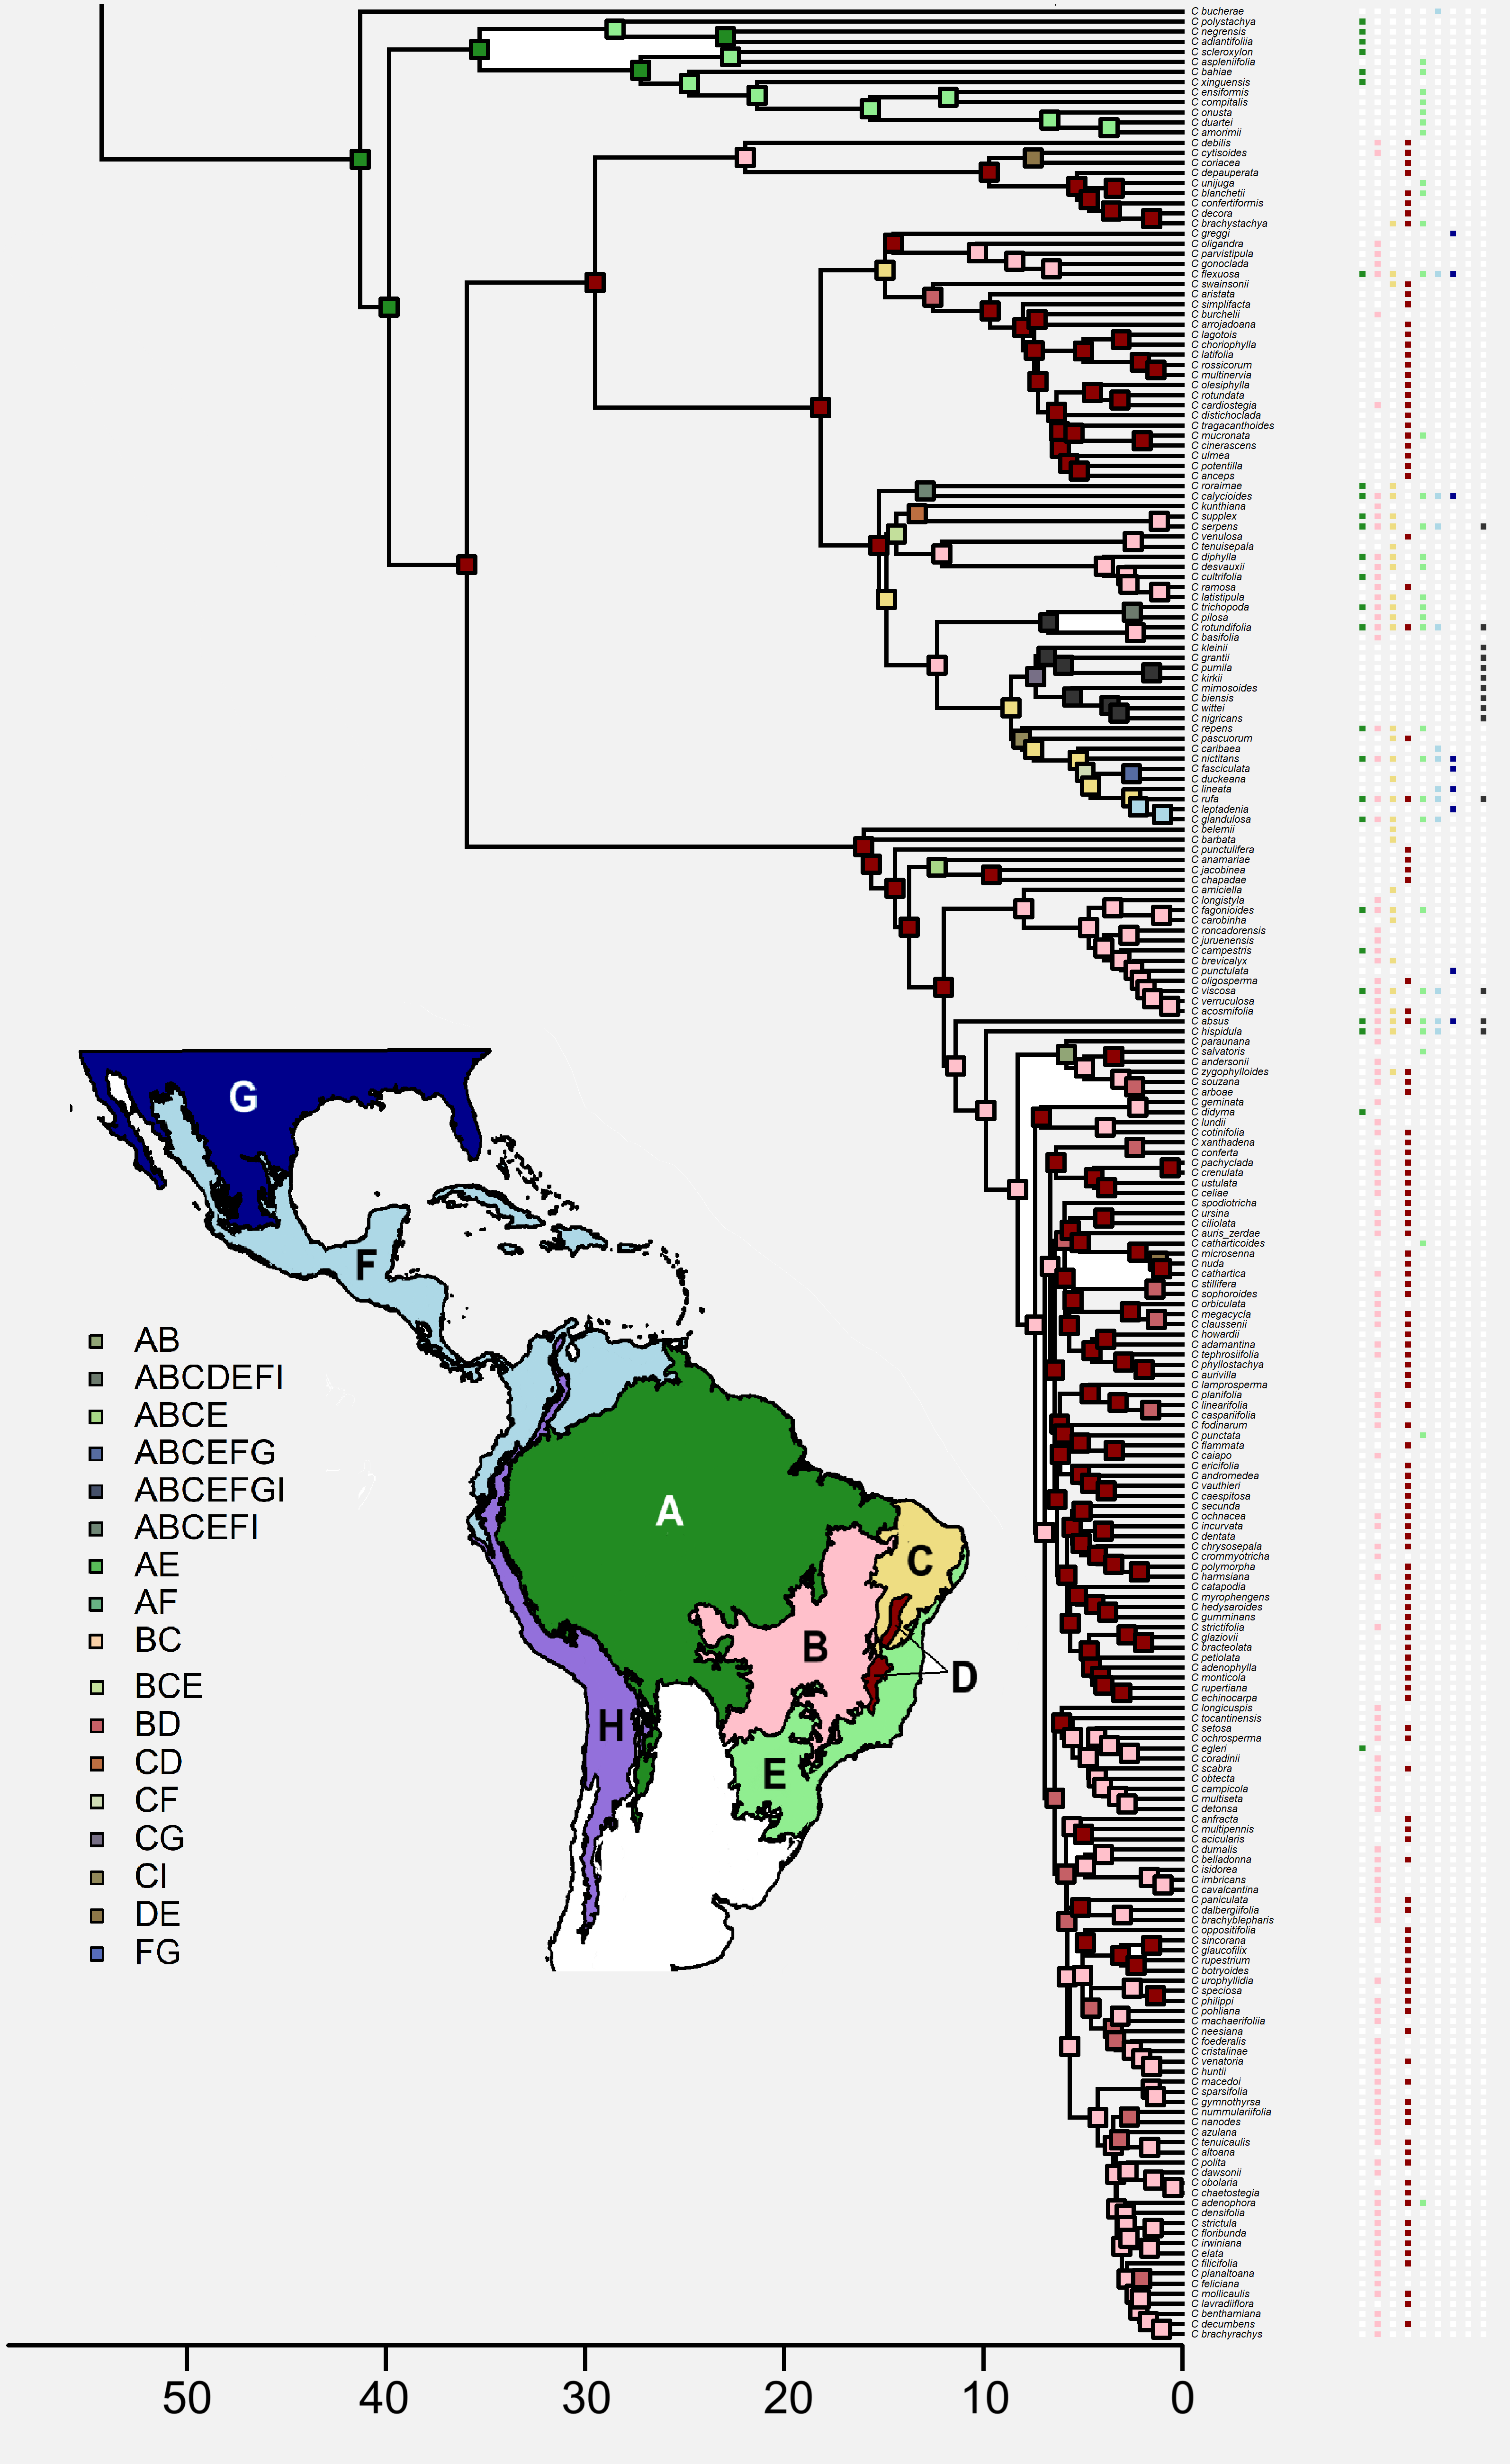 C bucherae
C polystachya
C negrensis
C adiantifoliia
C scleroxylon
C aspleniifolia
C bahiae
C xinguensis
C ensiformis
C compitalis
C onusta
C duartei
C amorimii
C debilis
C cytisoides
C coriacea
C depauperata
C unijuga
C blanchetii
C confertiformis
C decora
C brachystachya
C greggi
C oligandra
C parvistipula
C gonoclada
C flexuosa
C swainsonii
C aristata
C simplifacta
C burchelii
C arrojadoana
C lagotois
C choriophylla
C latifolia
C rossicorum
C multinervia
C olesiphylla
C rotundata
C cardiostegia
C distichoclada
C tragacanthoides
C mucronata
C cinerascens
C ulmea
C potentilla
C anceps
C roraimae
C calycioides
C kunthiana
C supplex
C serpens
C venulosa
C tenuisepala
C diphylla
C desvauxii
C cultrifolia
C ramosa
C latistipula
C trichopoda
C pilosa
C rotundifolia
C basifolia
C kleinii
C grantii
C pumila
C kirkii
C mimosoides
C biensis
C wittei
C nigricans
C repens
C pascuorum
C caribaea
C nictitans
C fasciculata
C duckeana
C lineata
C rufa
C leptadenia
C glandulosa
C belemii
C barbata
C punctulifera
C anamariae
C jacobinea
C chapadae
C amiciella
C longistyla
C fagonioides
C carobinha
C roncadorensis
C juruenensis
C campestris
C brevicalyx
C punctulata
C oligosperma
C viscosa
C verruculosa
C acosmifolia
C absus
C hispidula
C paraunana
C salvatoris
C andersonii
C zygophylloides
C souzana
C arboae
C geminata
C didyma
C lundii
C cotinifolia
C xanthadena
C conferta
C pachyclada
C crenulata
C ustulata
C celiae
C spodiotricha
C ursina
C ciliolata
C auris_zerdae
C catharticoides
C microsenna
C nuda
C cathartica
C stillifera
C sophoroides
C orbiculata
C megacycla
C claussenii
C howardii
C adamantina
C tephrosiifolia
C phyllostachya
C aurivilla
C lamprosperma
C planifolia
C linearifolia
C caspariifolia
C fodinarum
C punctata
C flammata
C caiapo
C ericifolia
C andromedea
C vauthieri
C caespitosa
C secunda
C ochnacea
C incurvata
C dentata
C chrysosepala
C crommyotricha
C polymorpha
C harmsiana
C catapodia
C myrophengens
C hedysaroides
C gumminans
C strictifolia
C glaziovii
C bracteolata
C petiolata
C adenophylla
C monticola
C rupertiana
C echinocarpa
C longicuspis
C tocantinensis
C setosa
C ochrosperma
C egleri
C coradinii
C scabra
C obtecta
C campicola
C multiseta
C detonsa
C anfracta
C multipennis
C acicularis
C dumalis
C belladonna
C isidorea
C imbricans
C cavalcantina
C paniculata
C dalbergiifolia
C brachyblepharis
C oppositifolia
C sincorana
C glaucofilix
C rupestrium
C botryoides
C urophyllidia
C speciosa
C philippi
C pohliana
C machaerifoliia
C neesiana
C foederalis
C cristalinae
C venatoria
C huntii
C macedoi
C sparsifolia
C gymnothyrsa
C nummulariifolia
C nanodes
C azulana
C tenuicaulis
C altoana
C polita
C dawsonii
C obolaria
C chaetostegia
C adenophora
C densifolia
C strictula
C floribunda
C irwiniana
C elata
C filicifolia
C planaltoana
C feliciana
C mollicaulis
C lavradiiflora
C benthamiana
C decumbens
C brachyrachys
G
F
A
C
B
D
H
E
AB
ABCDEFI
ABCE
ABCEFG
ABCEFGI
ABCEFI
AE
AF
BC
BCE
BD
CD
CF
CG
CI
DE
FG
50 40 30 20 10 0